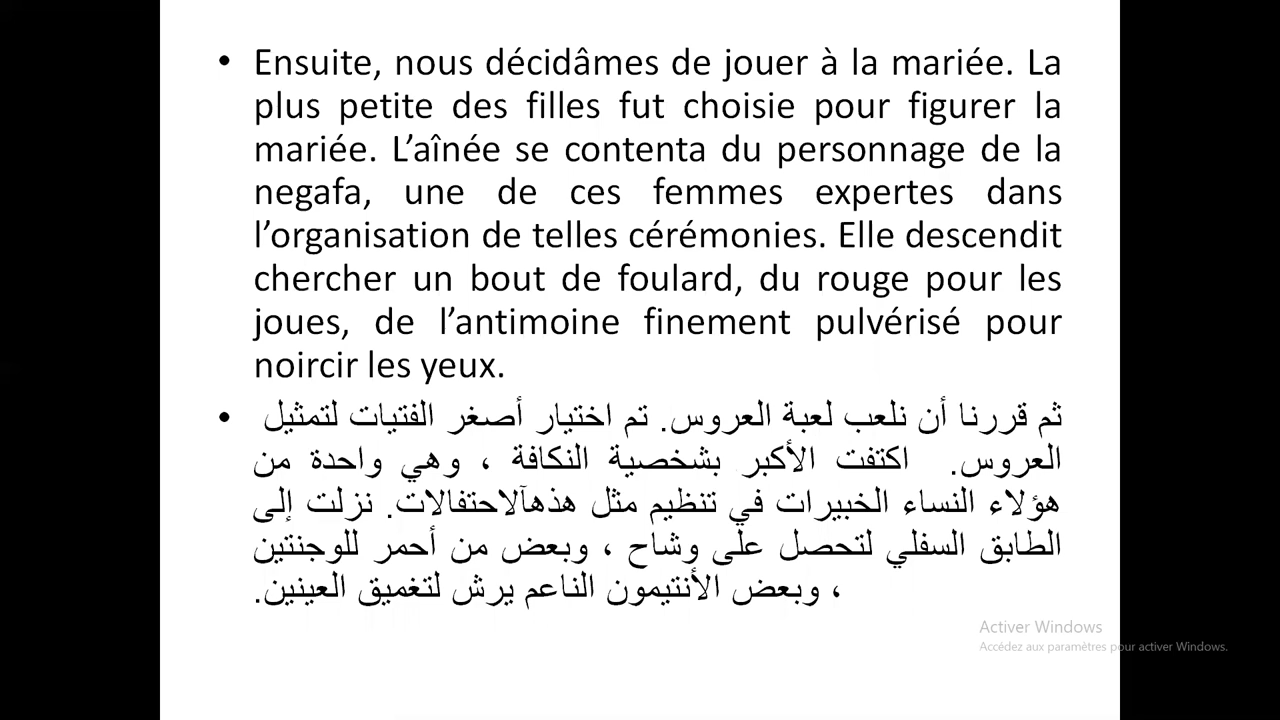 • Ensuite, nous décidâmes de jouer à la mariée. La
plus petite des filles fut choisie pour figurer la
mariée. L’aînée se contenta du personnage de la
negafa, une de ces femmes expertes dans
l’organisation de telles cérémonies. Elle descendit
chercher un bout de foulard, du rouge pour les
joues, de l’antimoine finement pulvérisé pour
noircir les yeux.
• ثم قررنا أن نلعب لعبة العروس. تم اختيار أصغر الفتيات لتمثيل
العروس. اكتفت الأكبر بشخصية النكافة ، وهي واحدة من
هؤلاء النساء الخبيرات في تنظيم مثل هذهآلاحتفالات. نزلت إلى
الطابق السفلي لتحصل على وشاح ، وبعض من أحمر للوجنتين
، وبعض الأنتيمون الناعم يرش لتغميق العينين.
Activer Windows
Accédez aux paramètres pour activer Windows.